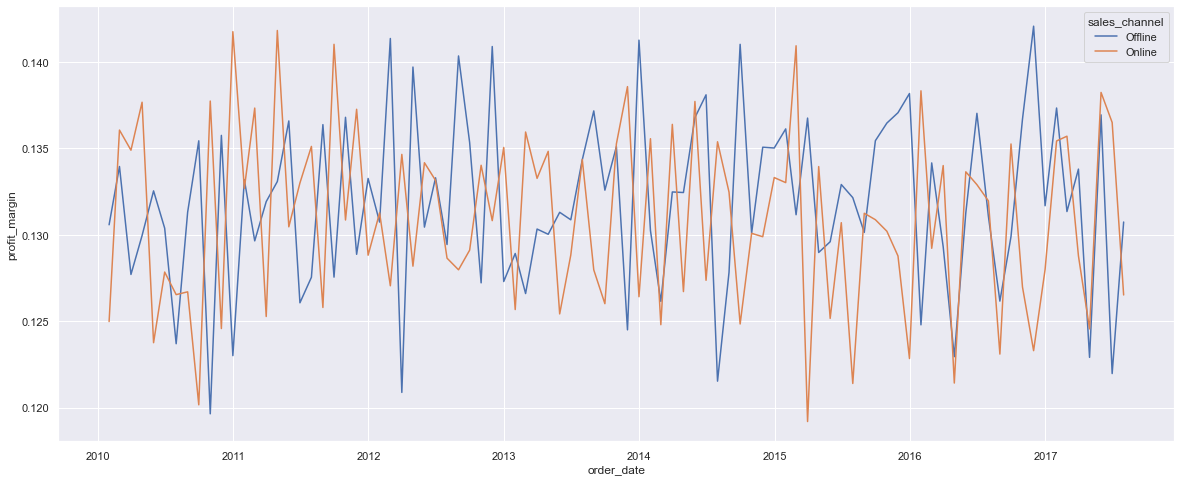 sales_channel
Offline
Online
profit_margin
0.140
0.135
0.130
0.125
0.120
2010 2011 2012 2013 2014 2015 2016 2017
order_date